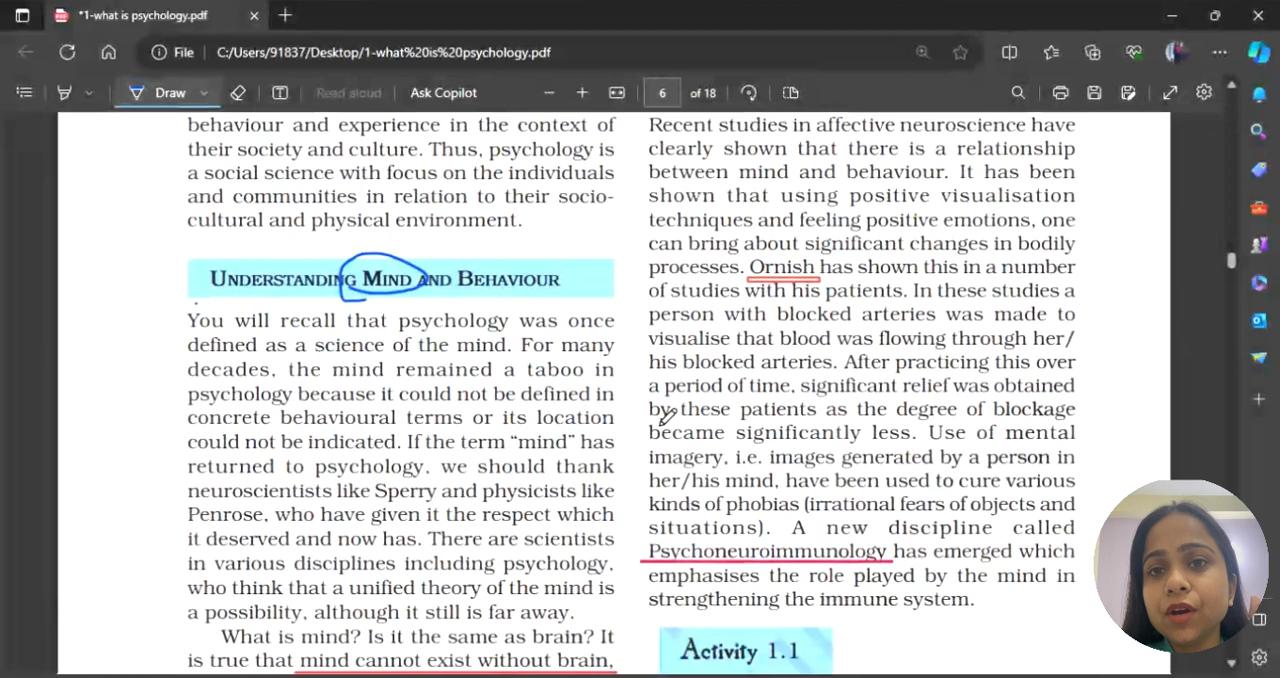 *1-what is psychology.pdf
File
C:/Users/91837/Desktop/1-what%20is%20psychology.pdf
Draw
Read aloud
Ask Copilot
6
of 18
behaviour and experience in the context of
their society and culture. Thus, psychology is
a social science with focus on the individuals
and communities in relation to their socio-
cultural and physical environment.
UNDERSTANDING MIND AND BEHAVIOUR
You will recall that psychology was once
defined as a science of the mind. For many
decades, the mind remained a taboo in
psychology because it could not be defined in
concrete behavioural terms or its location
could not be indicated. If the term “mind” has
returned to psychology, we should thank
neuroscientists like Sperry and physicists like
Penrose, who have given it the respect which
it deserved and now has. There are scientists
in various disciplines including psychology,
who think that a unified theory of the mind is
a possibility, although it still is far away.
What is mind? Is it the same as brain? It
is true that mind cannot exist without brain,
Recent studies in affective neuroscience have
clearly shown that there is a relationship
between mind and behaviour. It has been
shown that using positive visualisation
techniques and feeling positive emotions, one
can bring about significant changes in bodily
processes. Ornish has shown this in a number
of studies with his patients. In these studies a
person with blocked arteries was made to
visualise that blood was flowing through her/
his blocked arteries. After practicing this over
a period of time, significant relief was obtained
by these patients as the degree of blockage
became significantly less. Use of mental
imagery, i.e. images generated by a person in
her/his mind, have been used to cure various
kinds of phobias (irrational fears of objects and
situations). A new discipline called
Psychoneuroimmunology has emerged which
emphasises the role played by the mind in
strengthening the immune system.
Activity 1.1